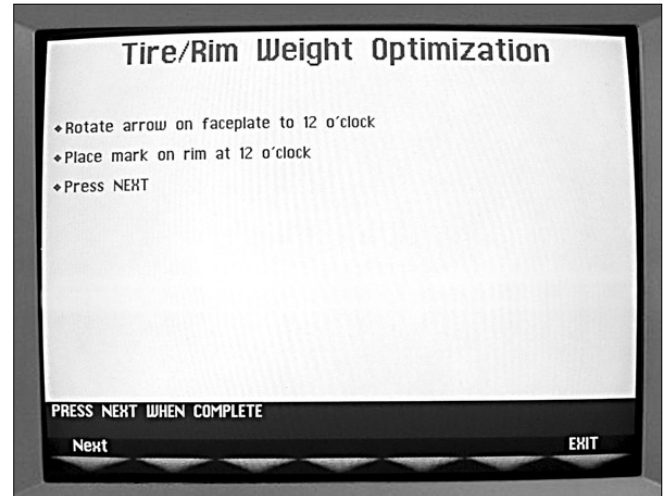 Tire/Rim Weight Optimization
◆Rotate arrow on faceplate to 12 o'clock
◆Place mark on rim at 12 o'clock
◆Press NEXT
PRESS NEXT WHEN COMPLETE
Next EXIT